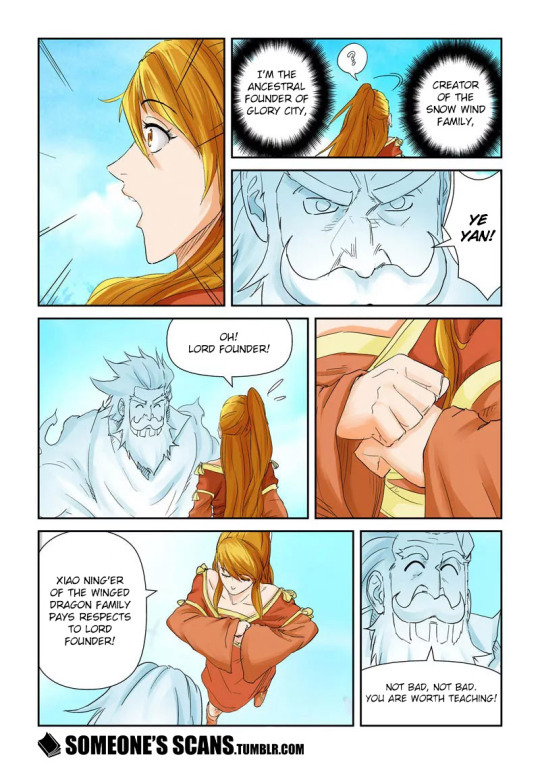 ?
I'M THE
ANCESTRAL
FOUNDER OF
GLORY CITY,
CREATOR
OF THE
SNOW WIND
FAMILY,
YE
YAN!
OH!
LORD FOUNDER!
XIAO NING'ER
OF THE WINGED
DRAGON FAMILY
PAYS RESPECTS
TO LORD
FOUNDER!
NOT BAD, NOT BAD.
YOU ARE WORTH TEACHING!
SOMEONE'S SCANS.TUMBLR.COM